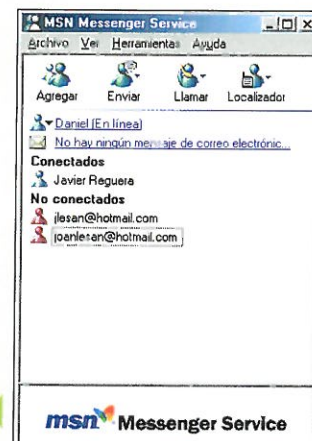 MSN Messenger Service
Archivo Ver Herramientas Ayuda
Agregar Enviar Llamar Localizador
Daniel (En línea)
No hay ningún mensaje de correo electrónic...
Conectados
Javier Reguera
No conectados
jlesan@hotmail.com
joanlesan@hotmail.com
msn Messenger Service